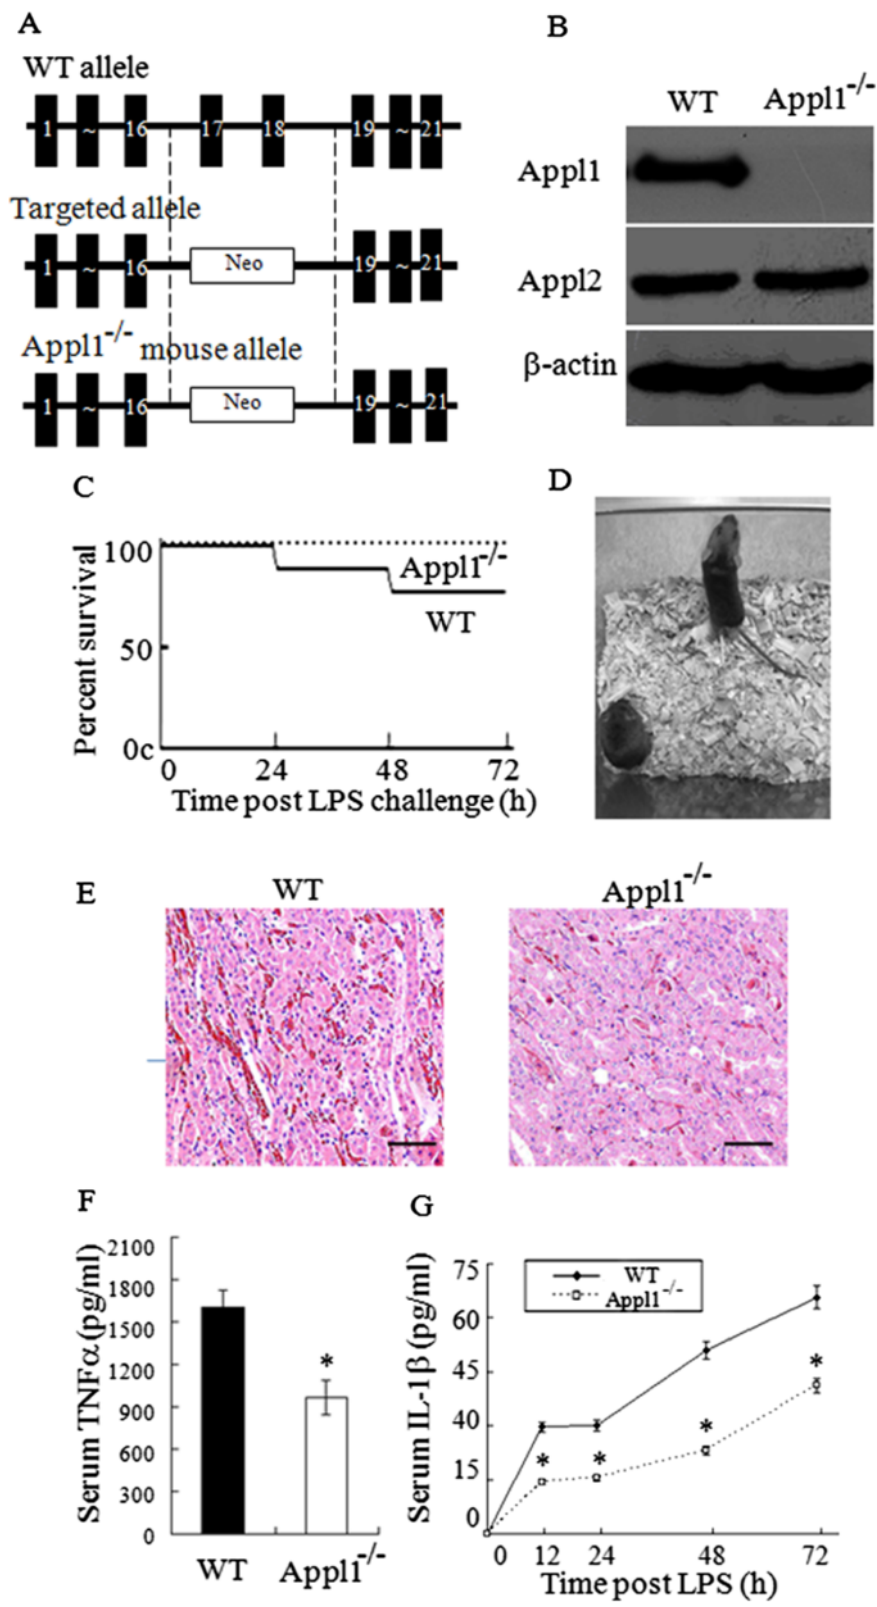 A
WT allele
1 ~ 16 17 18 19 ~ 21
Targeted allele
1 ~ 16 Neo 19 ~ 21
Appl1-/- mouse allele
1 ~ 16 Neo 19 ~ 21
B
WT Appl1-/-
Appl1
Appl2
β-actin
C
Percent survival
100
50
0c
Appl1-/-
WT
0 24 48 72
Time post LPS challenge (h)
D
E
WT Appl1-/-
F
Serum TNFα (pg/ml)
2100
1800
1500
1200
900
600
300
0
*
WT Appl1-/-
G
Serum IL-1β (pg/ml)
75
60
45
40
15
0
WT
Appl1-/-
* * * *
0 12 24 48 72
Time post LPS (h)